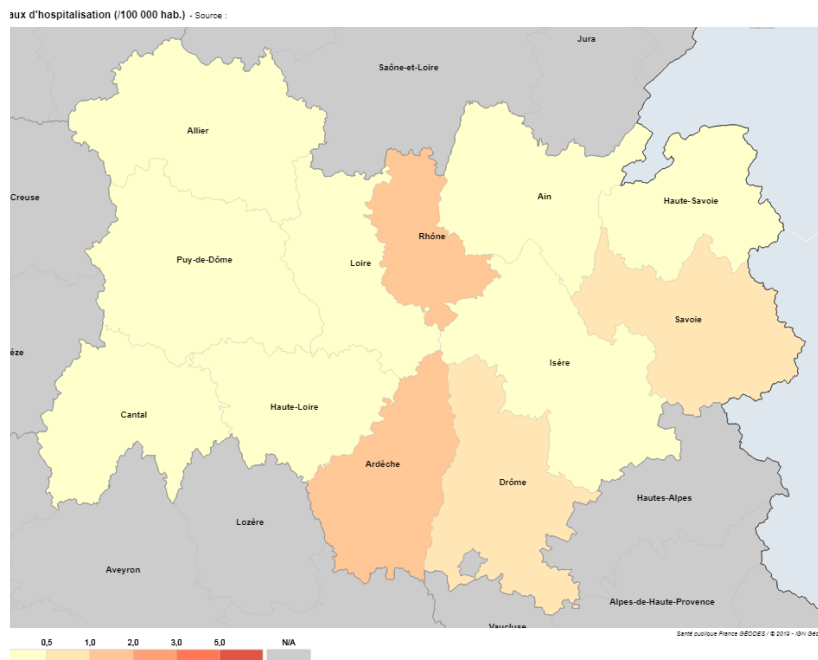 aux d'hospitalisation (/100 000 hab.) - Source :
Jura
Saône-et-Loire
Allier
Creuse
Ain
Haute-Savoie
Rhône
Puy-de-Dôme
Loire
Savoie
èze
Isère
Haute-Loire
Cantal
Ardèche
Drôme
Hautes-Alpes
Lozère
Aveyron
Alpes-de-Haute-Provence
Vaucluse
Santé publique France GEODES / © 2019 - IGN Géo
0,5 1,0 2,0 3,0 5,0 N/A